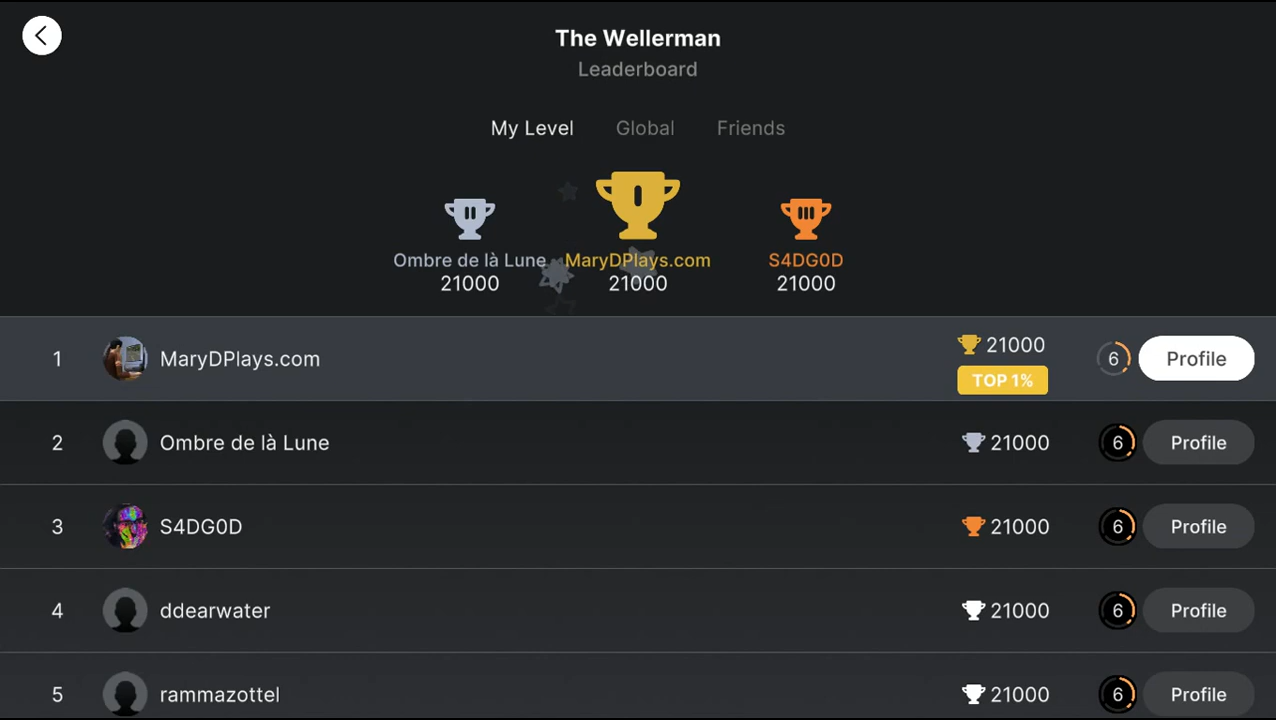 The Wellerman
Leaderboard
My Level Global Friends
II I III
Ombre de là Lune MaryDPlays.com S4DG0D
21000 21000 21000
1 MaryDPlays.com 21000 6 Profile
TOP 1%
2 Ombre de là Lune 21000 6 Profile
3 S4DG0D 21000 6 Profile
4 ddearwater 21000 6 Profile
5 rammazottel 21000 6 Profile